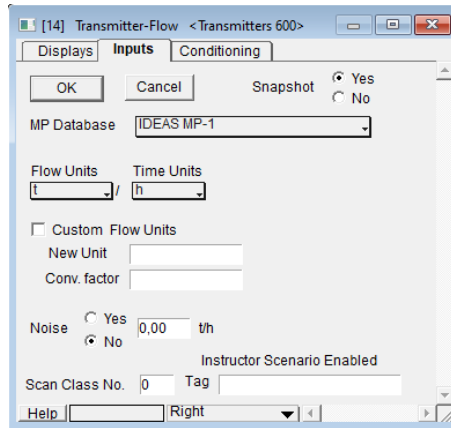 [14] Transmitter-Flow <Transmitters 600>
Displays Inputs Conditioning
OK Cancel Snapshot Yes
No
MP Database IDEAS MP-1
Flow Units Time Units
t / h
Custom Flow Units
New Unit
Conv. factor
Noise Yes 0,00 t/h
No
Instructor Scenario Enabled
Scan Class No. 0 Tag
Help Right